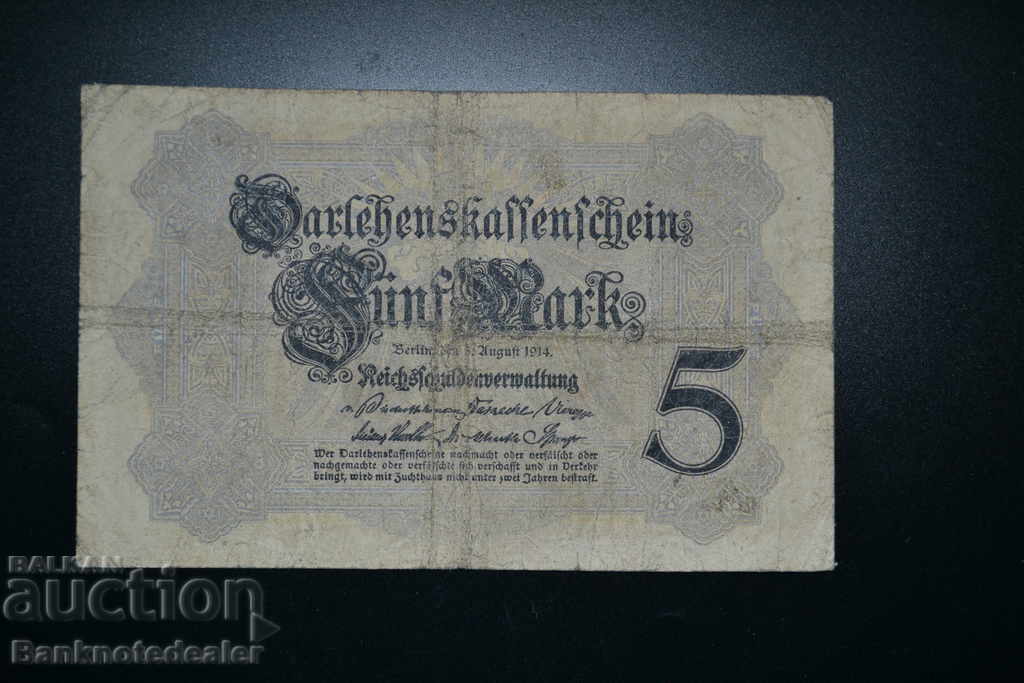 Darlehenskassenschein
Fünf Mark
Berlin, den 5. August 1914.
Reichsschuldenverwaltung
5
Wer Darlehenskassenscheine nachmacht oder verfälscht oder
nachgemachte oder verfälschte sich verschafft und in Verkehr
bringt, wird mit Zuchthaus nicht unter zwei Jahren bestraft.
BALKAN
auction
Banknotedealer